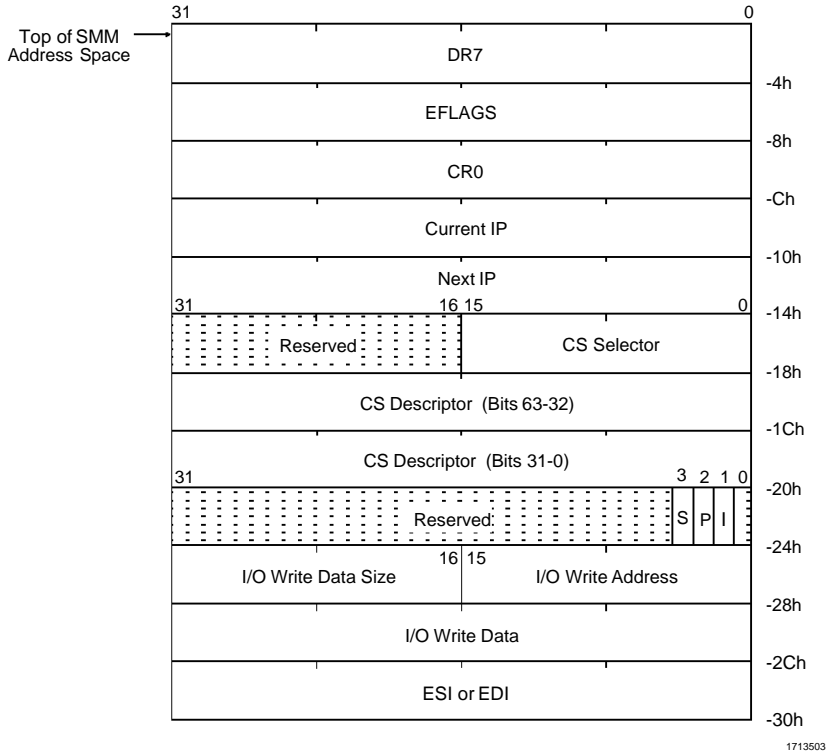 31 0
Top of SMM
Address Space
DR7
-4h
EFLAGS
-8h
CR0
-Ch
Current IP
-10h
Next IP
31 16 15 0
-14h
Reserved CS Selector
-18h
CS Descriptor (Bits 63-32)
-1Ch
CS Descriptor (Bits 31-0)
31 3 2 1 0
-20h
Reserved S P I
-24h
16 15
I/O Write Data Size I/O Write Address
-28h
I/O Write Data
-2Ch
ESI or EDI
-30h
1713503